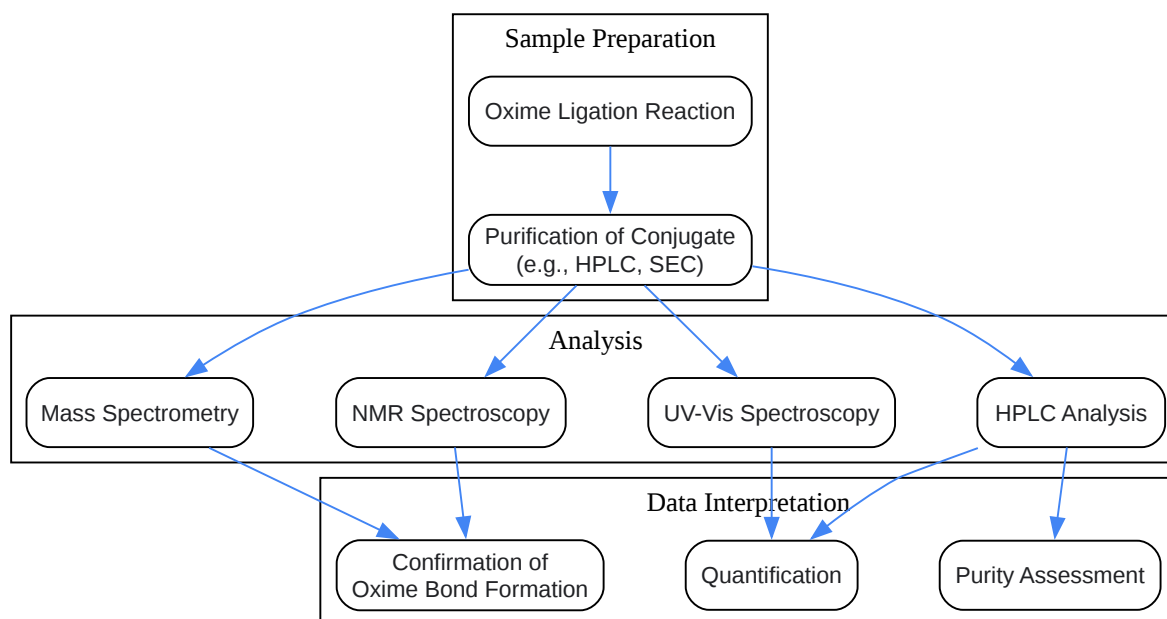 Sample Preparation
Oxime Ligation Reaction
Purification of Conjugate
(e.g., HPLC, SEC)
Analysis
Mass Spectrometry
NMR Spectroscopy
UV-Vis Spectroscopy
HPLC Analysis
Data Interpretation
Confirmation of
Oxime Bond Formation
Quantification
Purity Assessment